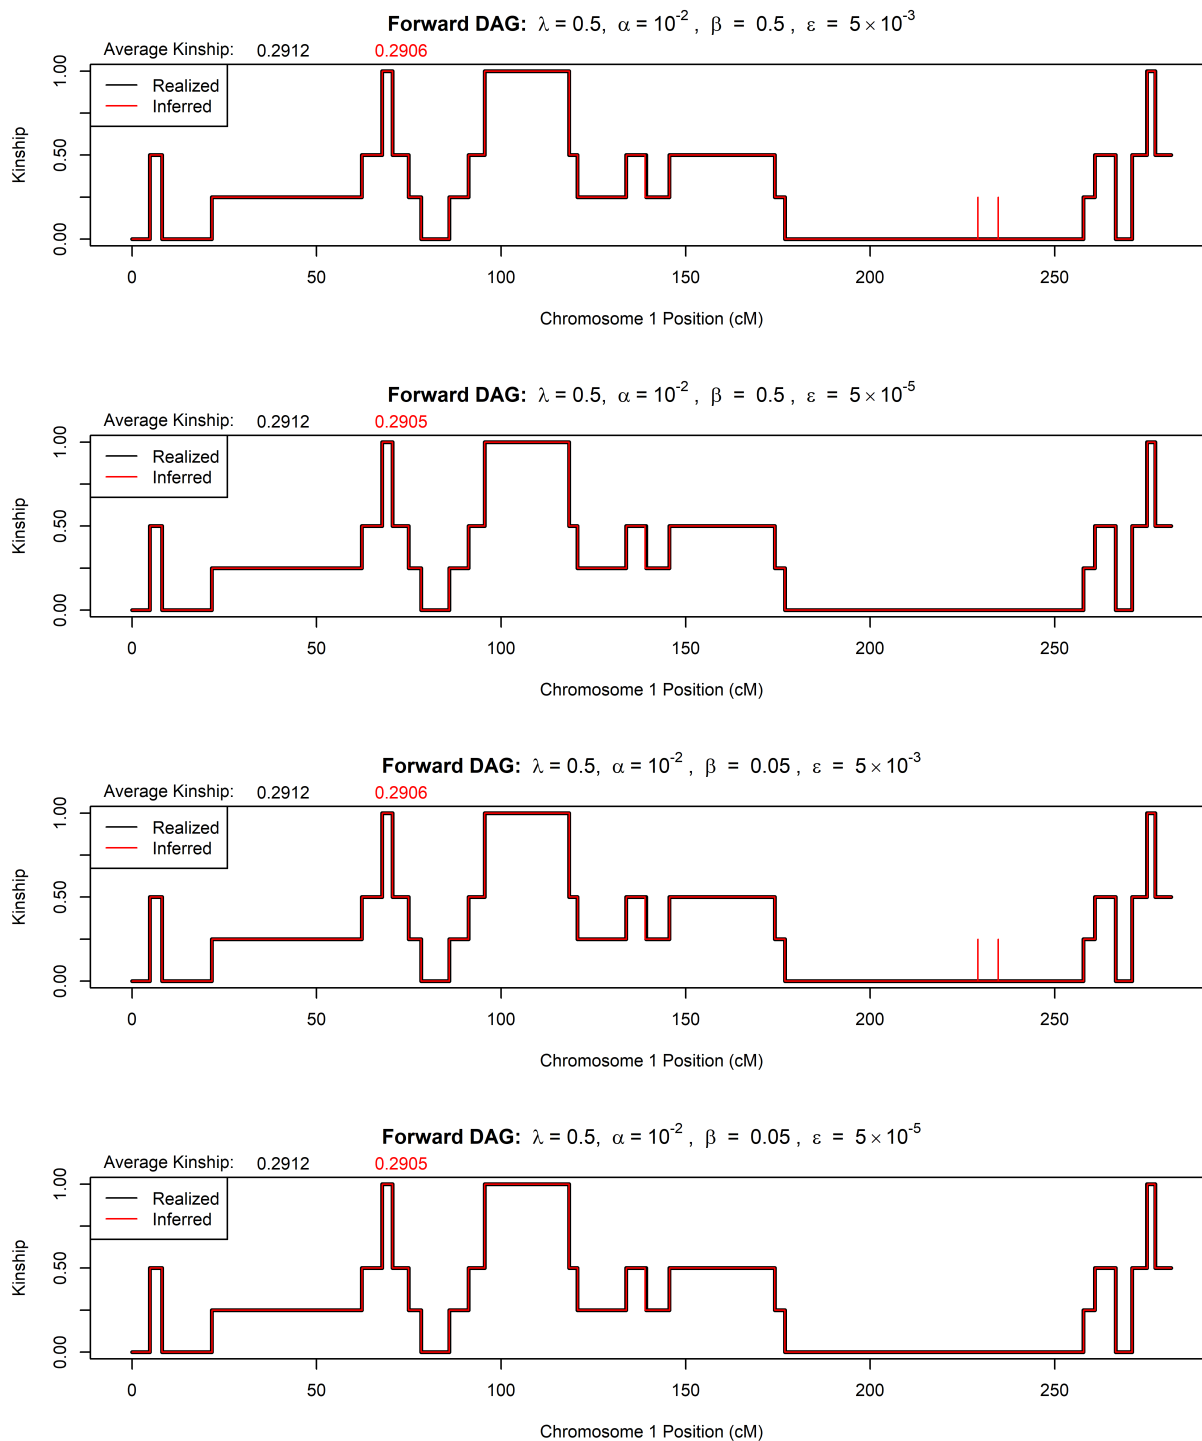 Forward DAG: λ = 0.5, α = 10⁻², β = 0.5, ε = 5 × 10⁻³
Average Kinship: 0.2912 0.2906
Realized
Inferred
Kinship
1.00
0.50
0.00
0 50 100 150 200 250
Chromosome 1 Position (cM)
Forward DAG: λ = 0.5, α = 10⁻², β = 0.5, ε = 5 × 10⁻⁵
Average Kinship: 0.2912 0.2905
Realized
Inferred
Kinship
1.00
0.50
0.00
0 50 100 150 200 250
Chromosome 1 Position (cM)
Forward DAG: λ = 0.5, α = 10⁻², β = 0.05, ε = 5 × 10⁻³
Average Kinship: 0.2912 0.2906
Realized
Inferred
Kinship
1.00
0.50
0.00
0 50 100 150 200 250
Chromosome 1 Position (cM)
Forward DAG: λ = 0.5, α = 10⁻², β = 0.05, ε = 5 × 10⁻⁵
Average Kinship: 0.2912 0.2905
Realized
Inferred
Kinship
1.00
0.50
0.00
0 50 100 150 200 250
Chromosome 1 Position (cM)